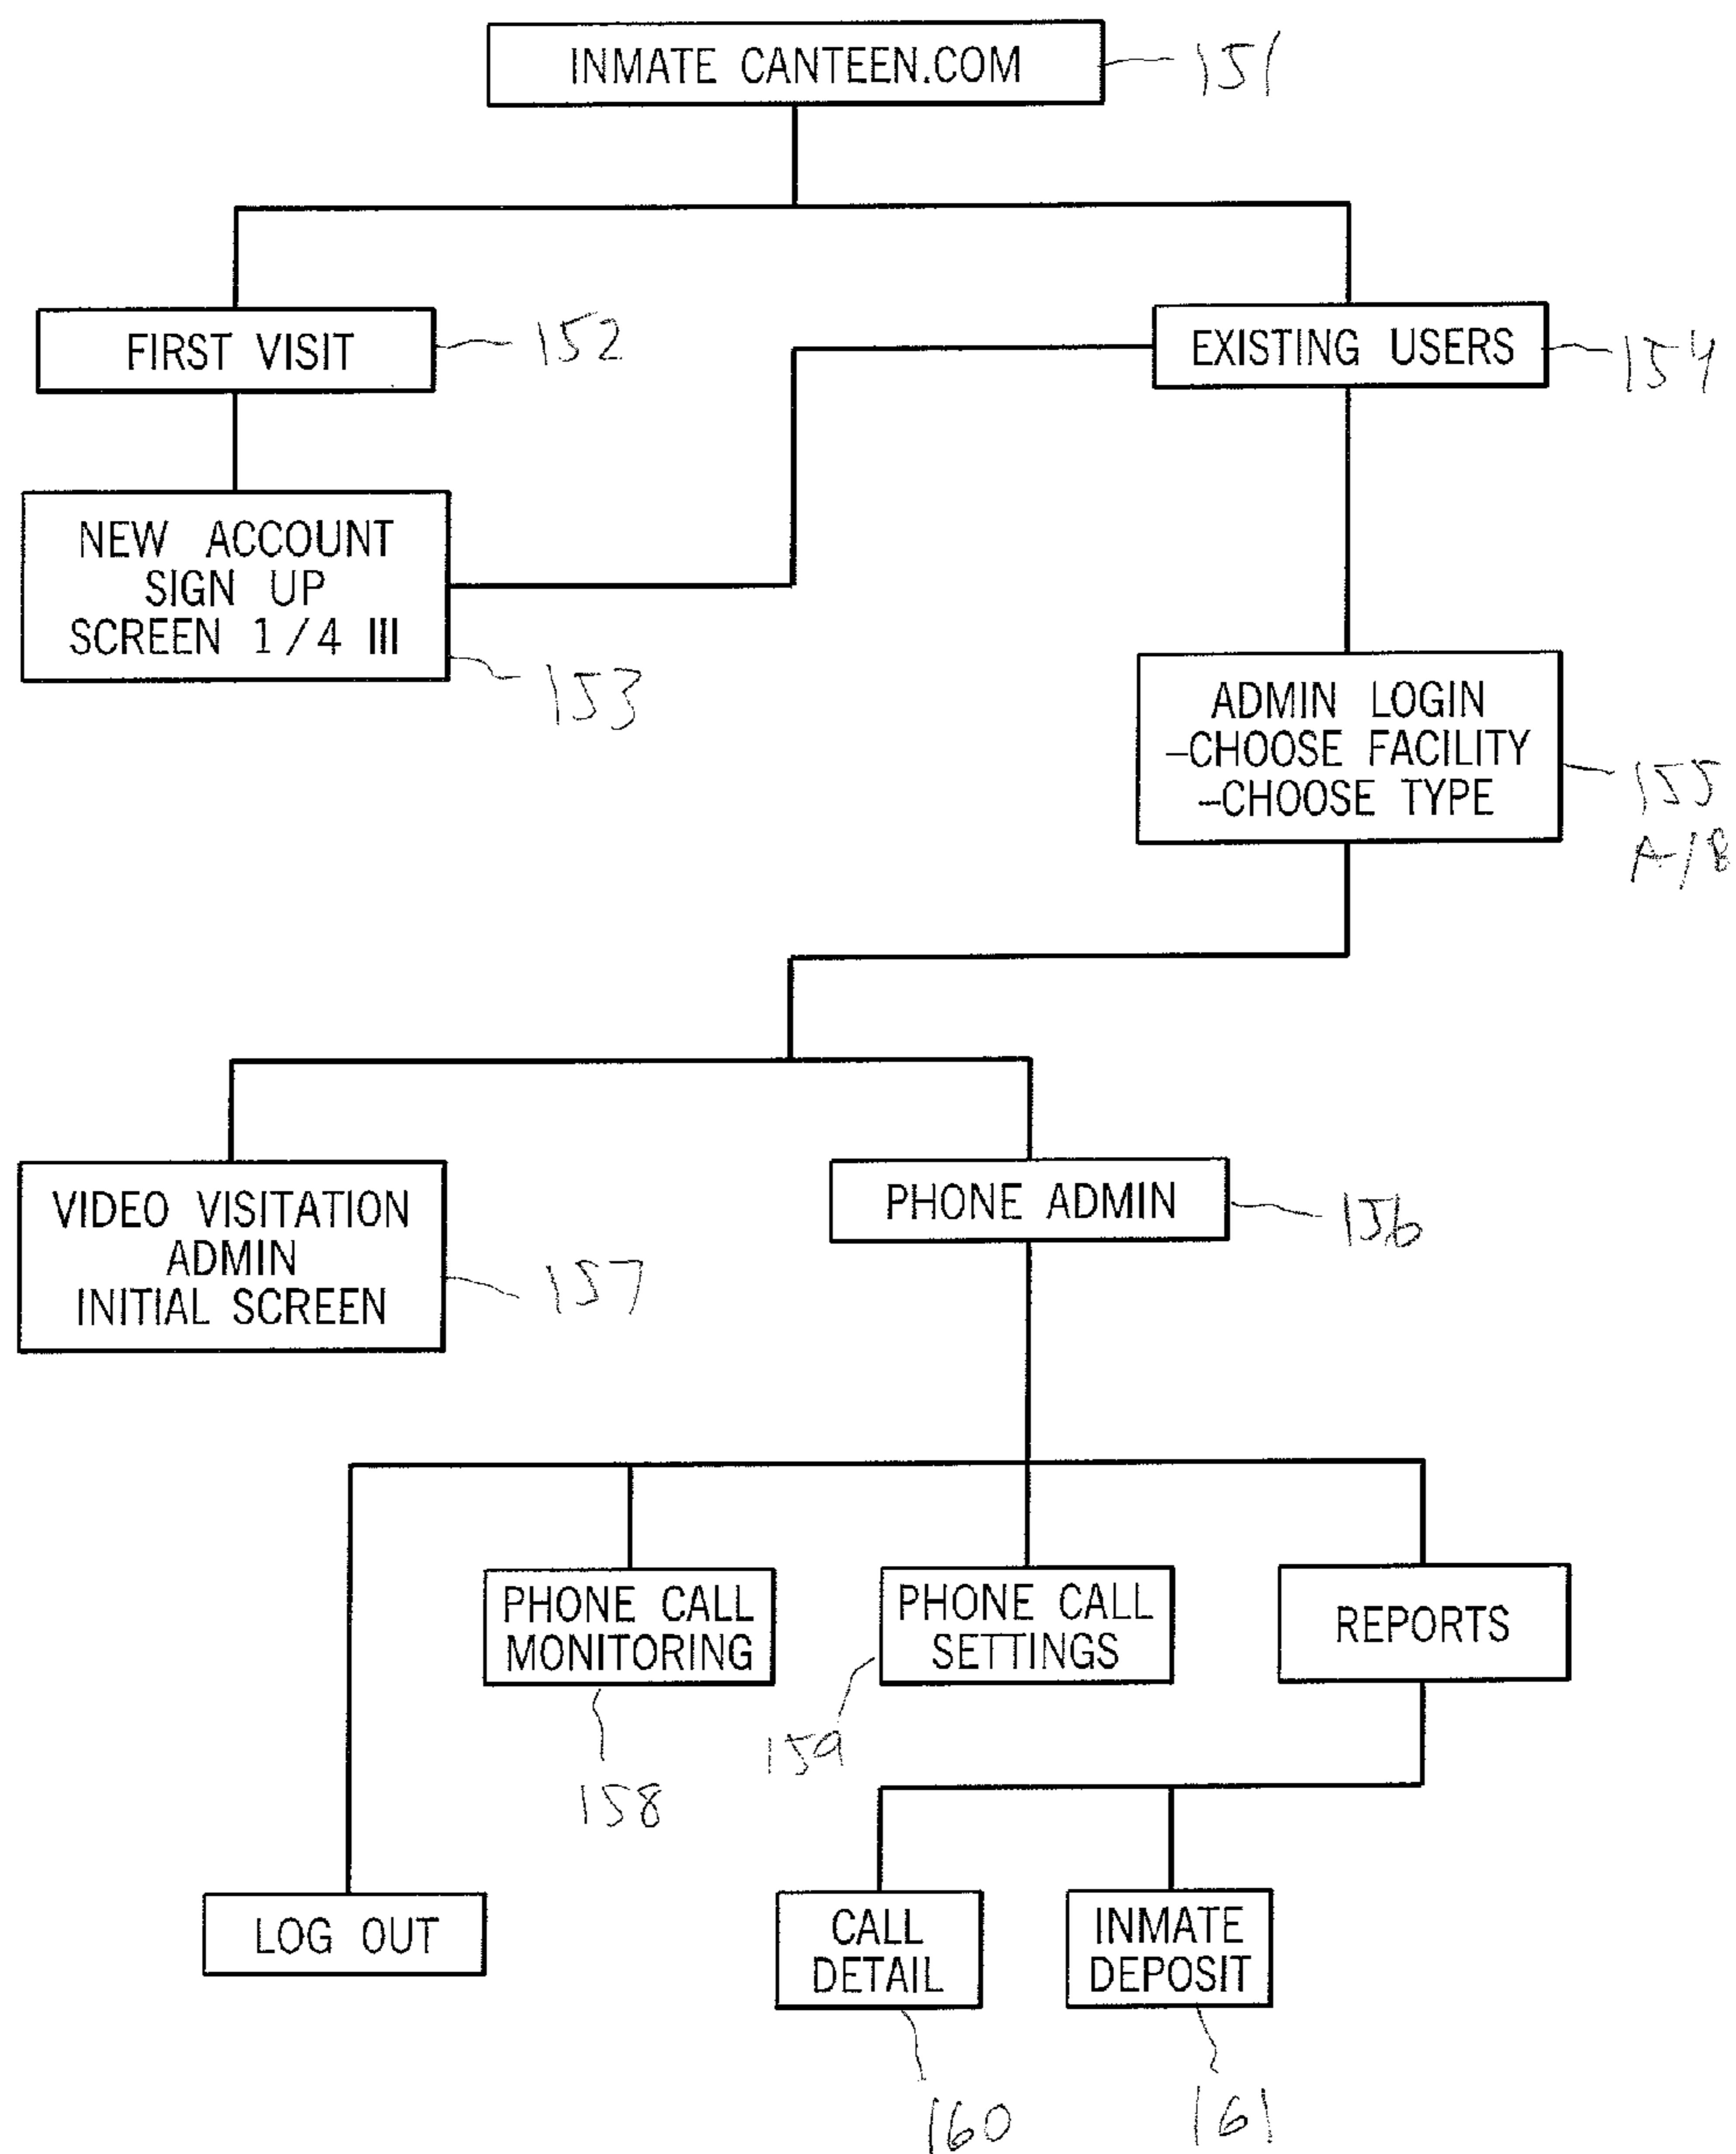 INMATE CANTEEN.COM
151
FIRST VISIT
152
EXISTING USERS
154
NEW ACCOUNT
SIGN UP
SCREEN 1/4 III
153
ADMIN LOGIN
-CHOOSE FACILITY
-CHOOSE TYPE
155
A/B
VIDEO VISITATION
ADMIN
INITIAL SCREEN
157
PHONE ADMIN
156
PHONE CALL
MONITORING
158
PHONE CALL
SETTINGS
159
REPORTS
LOG OUT
CALL
DETAIL
160
INMATE
DEPOSIT
161